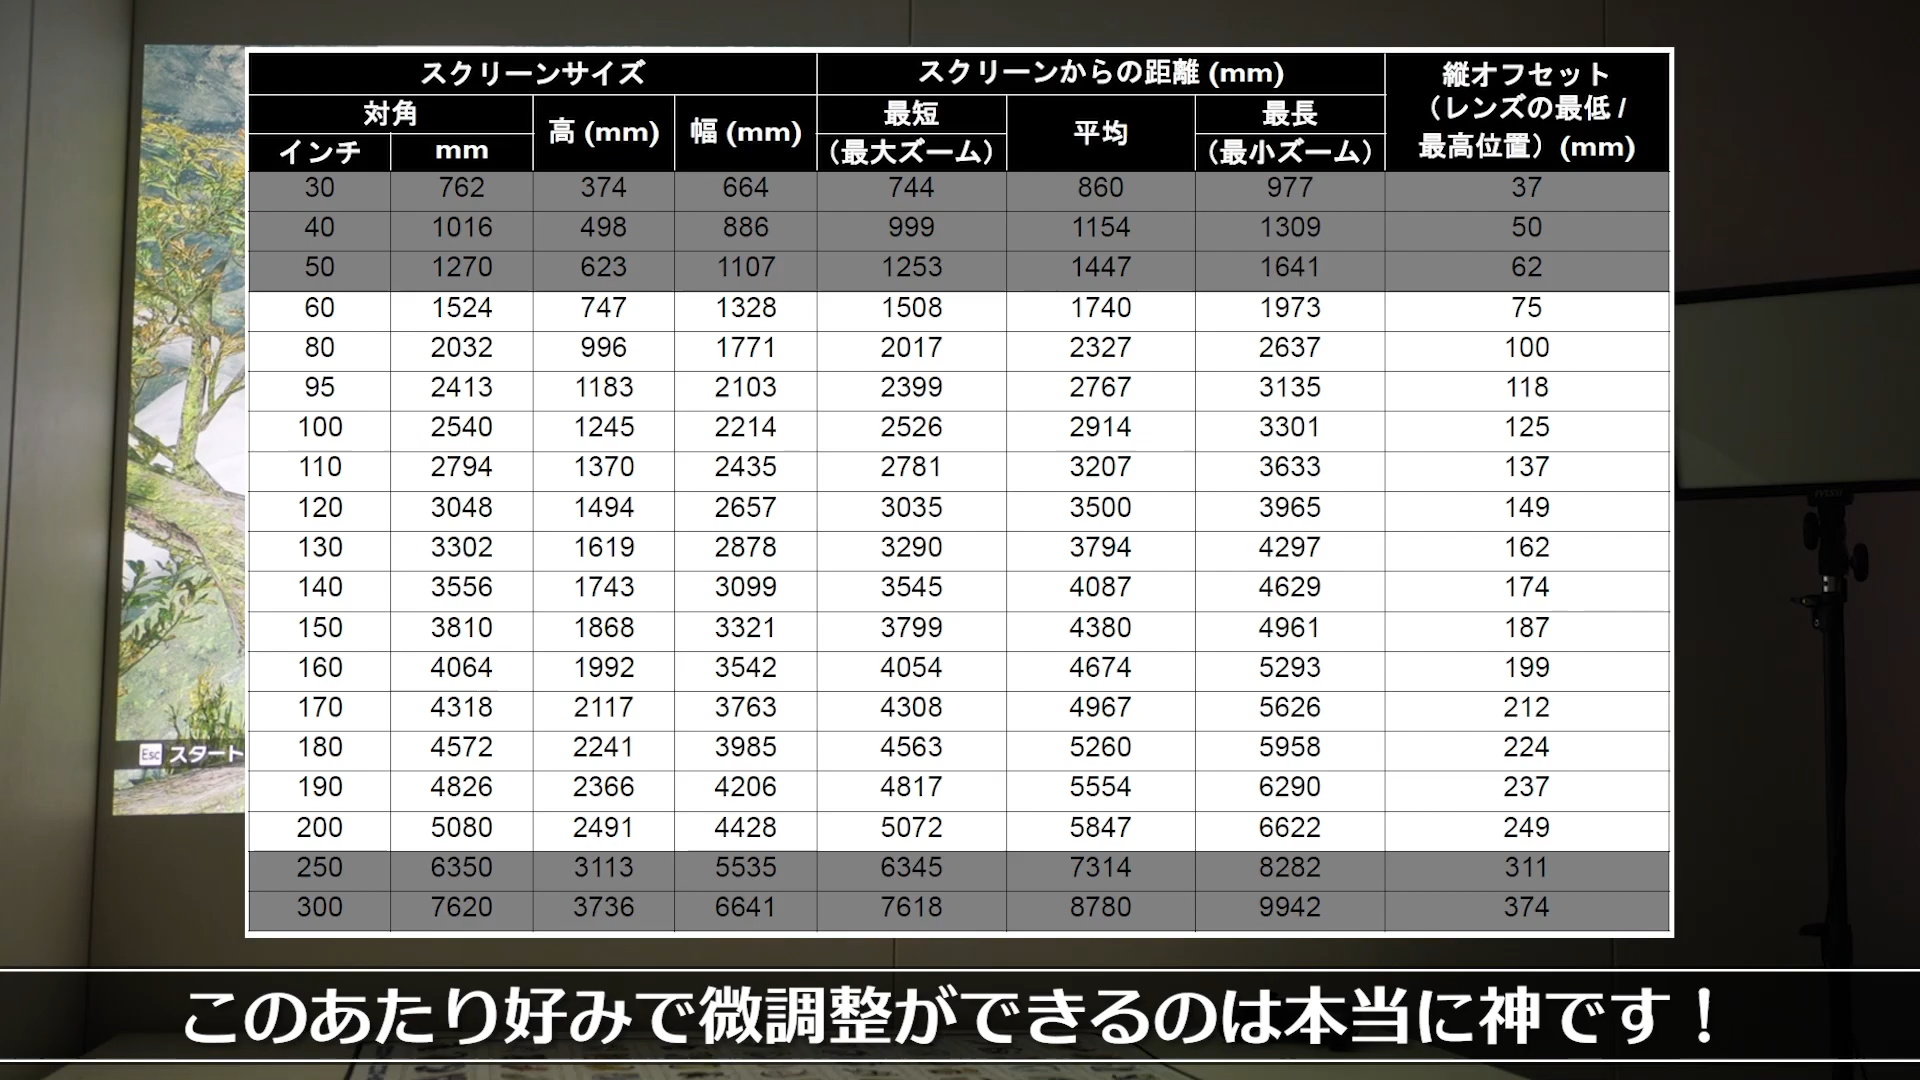 スクリーンサイズ スクリーンからの距離 (mm) 縦オフセット
(レンズの最低 /
最高位置) (mm)
対角 高 (mm) 幅 (mm) 最短 平均 最長
インチ mm (最大ズーム) (最小ズーム)
30 762 374 664 744 860 977 37
40 1016 498 886 999 1154 1309 50
50 1270 623 1107 1253 1447 1641 62
60 1524 747 1328 1508 1740 1973 75
80 2032 996 1771 2017 2327 2637 100
95 2413 1183 2103 2399 2767 3135 118
100 2540 1245 2214 2526 2914 3301 125
110 2794 1370 2435 2781 3207 3633 137
120 3048 1494 2657 3035 3500 3965 149
130 3302 1619 2878 3290 3794 4297 162
140 3556 1743 3099 3545 4087 4629 174
150 3810 1868 3321 3799 4380 4961 187
160 4064 1992 3542 4054 4674 5293 199
170 4318 2117 3763 4308 4967 5626 212
180 4572 2241 3985 4563 5260 5958 224
190 4826 2366 4206 4817 5554 6290 237
200 5080 2491 4428 5072 5847 6622 249
250 6350 3113 5535 6345 7314 8282 311
300 7620 3736 6641 7618 8780 9942 374
Esc スタート
このあたり好みで微調整ができるのは本当に神です！